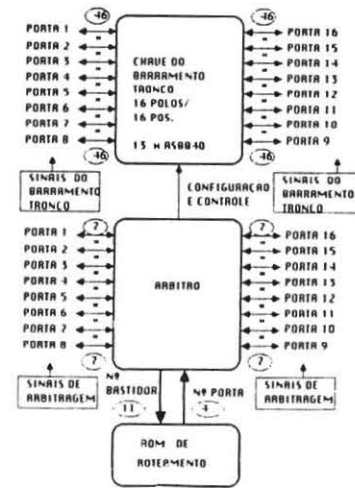 46
46
PORTA 1
PORTA 2
PORTA 3
PORTA 4
PORTA 5
PORTA 6
PORTA 7
PORTA 8
CHAVE DO
BARRAMENTO
TRONCO
16 POLOS/
16 POS.
13 x AS8840
PORTA 16
PORTA 15
PORTA 14
PORTA 13
PORTA 12
PORTA 11
PORTA 10
PORTA 9
46
46
SINAIS DO
BARRAMENTO
TRONCO
CONFIGURAÇAO
E CONTROLE
SINAIS DO
BARRAMENTO
TRONCO
7
7
PORTA 1
PORTA 2
PORTA 3
PORTA 4
PORTA 5
PORTA 6
PORTA 7
PORTA 8
ARBITRO
PORTA 16
PORTA 15
PORTA 14
PORTA 13
PORTA 12
PORTA 11
PORTA 10
PORTA 9
7
7
SINAIS DE
ARBITRAGEM
Nº
BASTIDOR
11
Nº PORTA
4
SINAIS DE
ARBITRAGEM
ROM DE
ROTEAMENTO